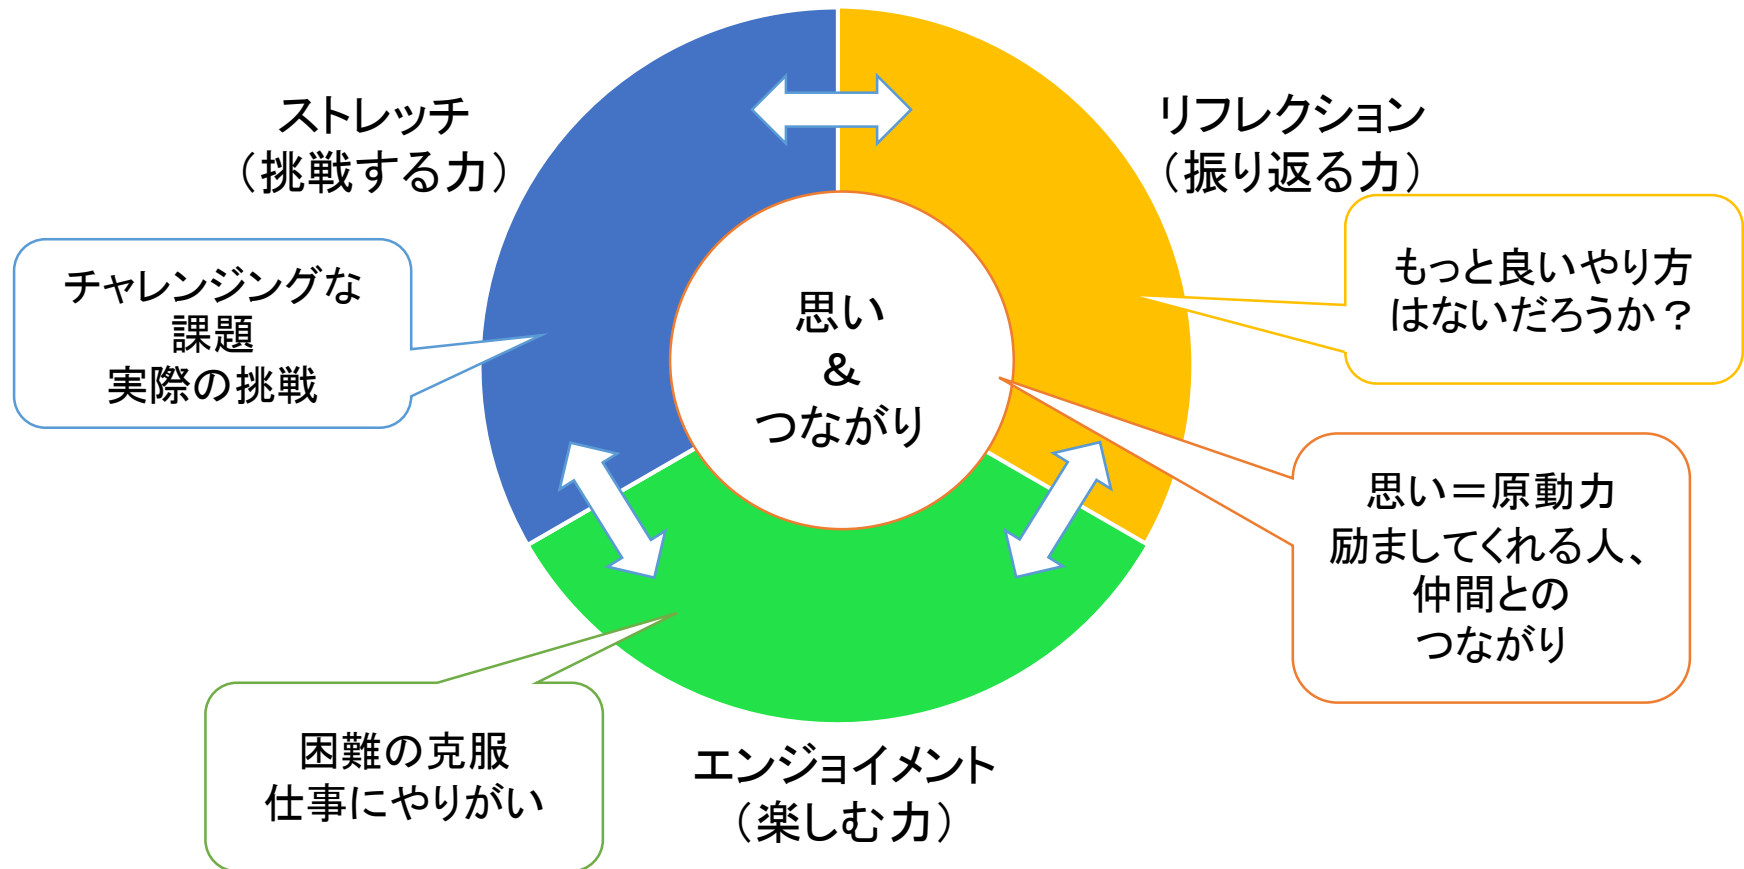 ストレッチ
（挑戦する力）
リフレクション
（振り返る力）
チャレンジングな
課題
実際の挑戦
もっと良いやり方
はないだろうか？
思い
＆
つながり
思い＝原動力
励ましてくれる人、
仲間との
つながり
困難の克服
仕事にやりがい
エンジョイメント
（楽しむ力）